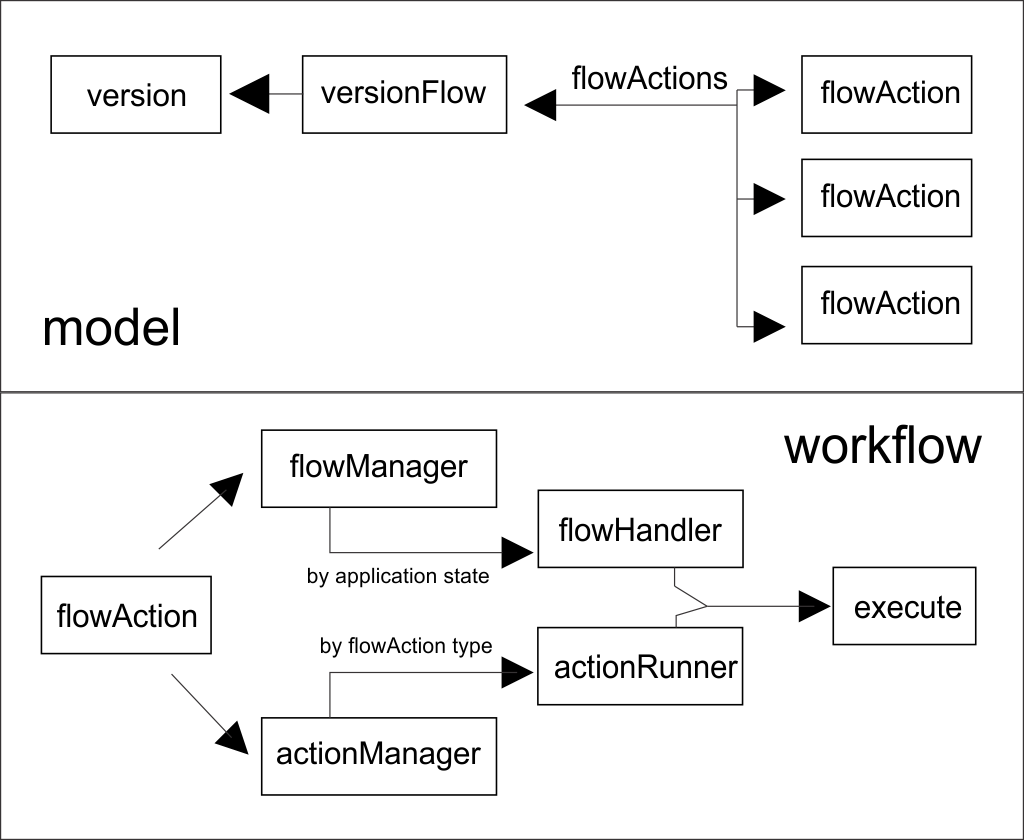 version
versionFlow
flowActions
flowAction
flowAction
flowAction
model
workflow
flowManager
flowHandler
by application state
flowAction
execute
by flowAction type
actionRunner
actionManager